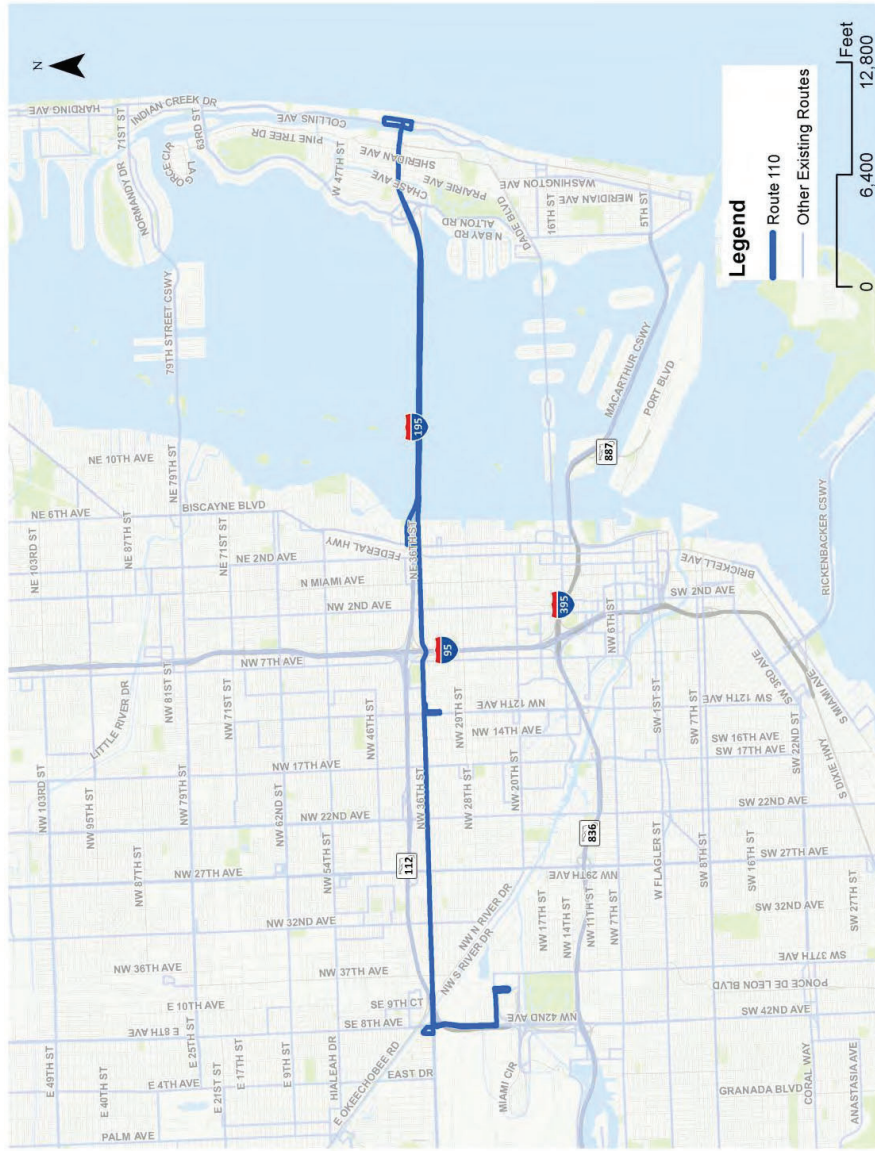 N
HARDING AVE
71ST ST
INDIAN CREEK DR
63RD ST
COLLINS AVE
PINE TREE DR
NORMANDY DR
LA G
ORCE CIR
W 47TH ST
SHERIDAN AVE
CHASE AVE
PRAIRIE AVE
WASHINGTON AVE
MERIDIAN AVE
ALTON RD
N BAY RD
DADE BLVD
16TH ST
5TH ST
79TH STREET CSWY
MACARTHUR CSWY
PORT BLVD
887
195
NE 10TH AVE
NE 79TH ST
NE 6TH AVE
BISCAYNE BLVD
NE 103RD ST
NE 87TH ST
NE 71ST ST
NE 2ND AVE
FEDERAL HWY
NE 36TH ST
N MIAMI AVE
NW 2ND AVE
BRICKELL AVE
RICKENBACKER CSWY
SW 2ND AVE
395
NW 6TH ST
95
NW 7TH AVE
LITTLE RIVER DR
NW 81ST ST
NW 71ST ST
NW 46TH ST
NW 12TH AVE
NW 29TH ST
NW 14TH AVE
SW 1ST ST
SW 12TH AVE
SW 3RD AVE
S MIAMI AVE
SW 7TH ST
SW 16TH AVE
SW 17TH AVE
SW 22ND ST
S DIXIE HWY
NW 103RD ST
NW 95TH ST
NW 79TH ST
NW 17TH AVE
NW 62ND ST
NW 22ND AVE
NW 36TH ST
NW 28TH ST
NW 20TH ST
SW 22ND AVE
836
W FLAGLER ST
NW 87TH ST
NW 27TH AVE
NW 54TH ST
112
NW 29TH AVE
SW 8TH ST
SW 27TH AVE
SW 16TH ST
NW 32ND AVE
NW N RIVER DR
NW S RIVER DR
NW 17TH ST
NW 14TH ST
NW 11TH ST
NW 7TH ST
SW 32ND AVE
SW 27TH ST
NW 36TH AVE
NW 37TH AVE
SW 37TH AVE
PONCE DE LEON BLVD
E 10TH AVE
SE 9TH CT
E 8TH AVE
SE 8TH AVE
NW 42ND AVE
SW 42ND AVE
E 49TH ST
E 40TH ST
E 25TH ST
E 21ST ST
E 17TH ST
E 9TH ST
HIALEAH DR
E 4TH AVE
E OKEECHOBEE RD
EAST DR
MIAMI CIR
GRANADA BLVD
CORAL WAY
ANASTASIA AVE
PALM AVE
Legend
Route 110
Other Existing Routes
0
6,400
12,800
Feet